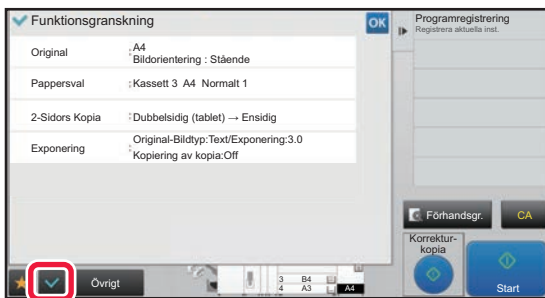 Funktionsgranskning
OK
Original
:A4
Bildorientering : Stående
Pappersval
:Kassett 3 A4 Normalt 1
2-Sidors Kopia
:Dubbelsidig (tablet) → Ensidig
Exponering
:Original-Bildtyp:Text/Exponering:3.0
Kopiering av kopia:Off
Övrigt
3 B4
4 A3
A4
Programregistrering
Registrera aktuella inst.
Förhandsgr.
CA
Korrektur-
kopia
Start